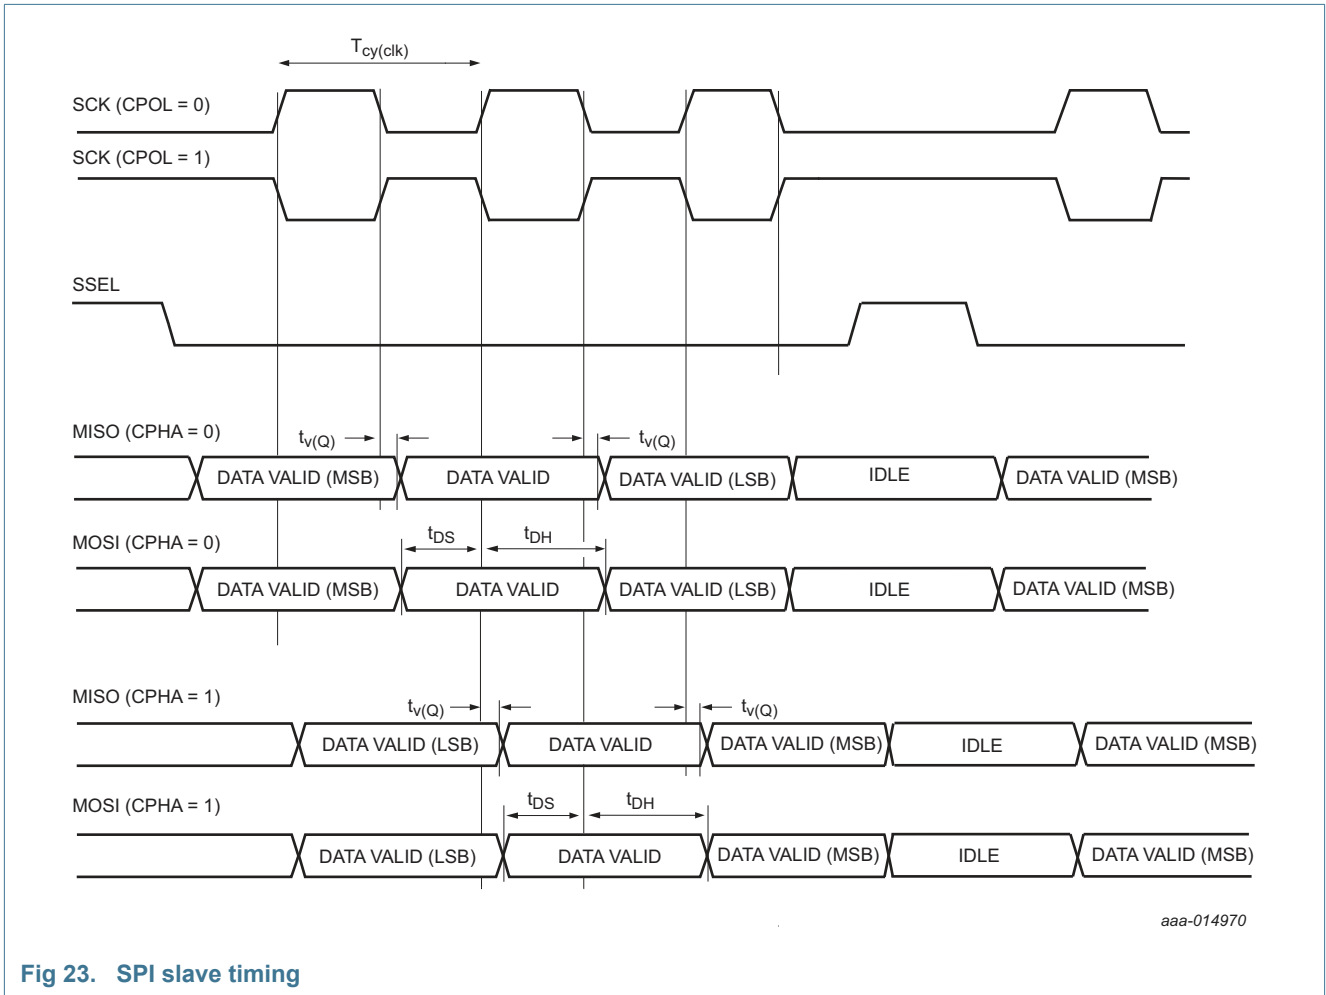 Tcy(clk)
SCK (CPOL = 0)
SCK (CPOL = 1)
SSEL
MISO (CPHA = 0)
tv(Q)
tv(Q)
DATA VALID (MSB)
DATA VALID
DATA VALID (LSB)
IDLE
DATA VALID (MSB)
MOSI (CPHA = 0)
tDS
tDH
DATA VALID (MSB)
DATA VALID
DATA VALID (LSB)
IDLE
DATA VALID (MSB)
MISO (CPHA = 1)
tv(Q)
tv(Q)
DATA VALID (LSB)
DATA VALID
DATA VALID (MSB)
IDLE
DATA VALID (MSB)
MOSI (CPHA = 1)
tDS
tDH
DATA VALID (LSB)
DATA VALID
DATA VALID (MSB)
IDLE
DATA VALID (MSB)
aaa-014970
Fig 23. SPI slave timing